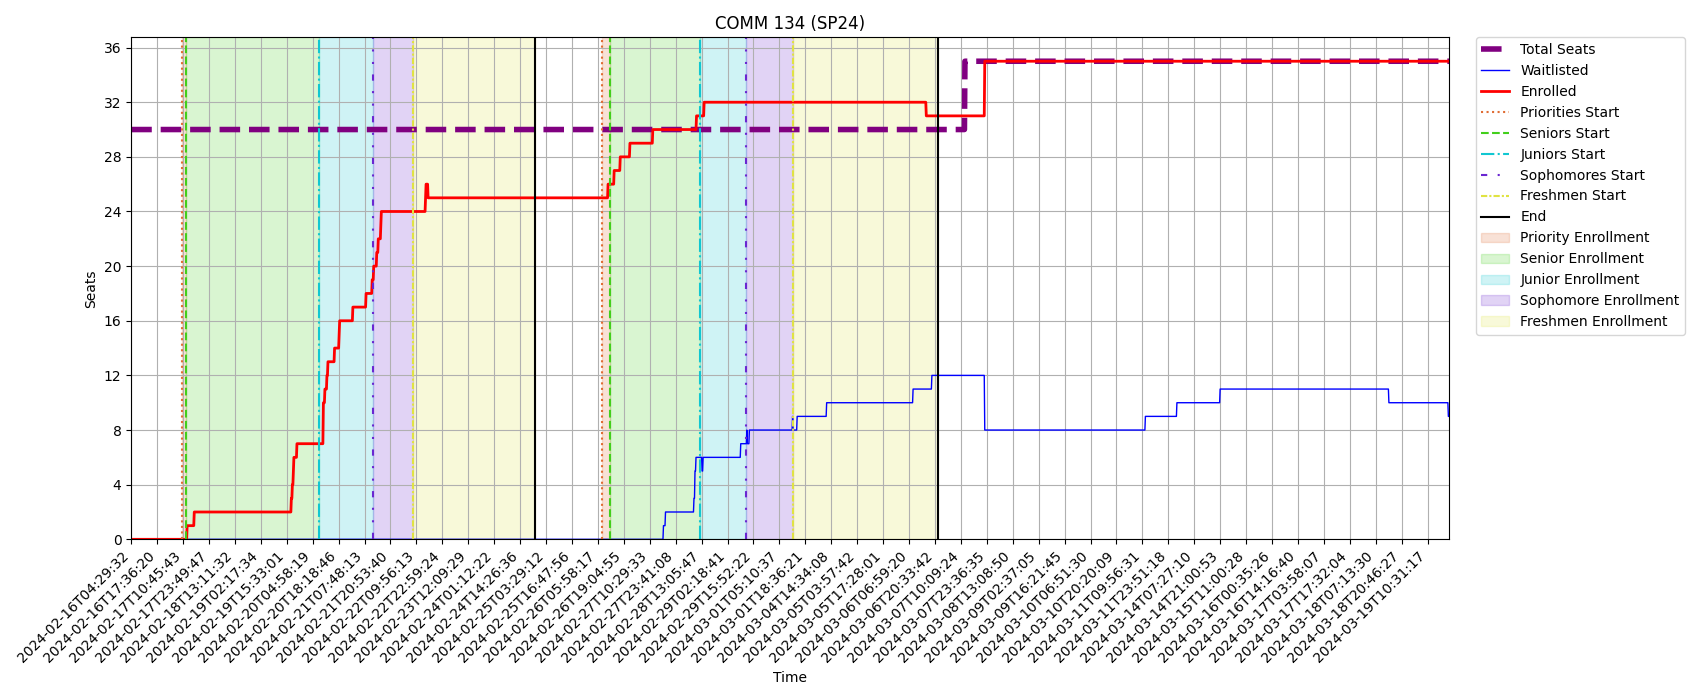 COMM 134 (SP24)
Seats
36
32
28
24
20
16
12
8
4
0
2024-02-16T04:29:32
2024-02-16T17:36:20
2024-02-17T10:45:43
2024-02-17T23:49:47
2024-02-18T13:11:32
2024-02-19T02:17:34
2024-02-19T15:33:01
2024-02-20T04:58:19
2024-02-20T18:18:46
2024-02-21T07:48:13
2024-02-21T20:53:40
2024-02-22T09:56:13
2024-02-22T22:59:24
2024-02-23T12:09:29
2024-02-24T01:12:22
2024-02-24T14:26:36
2024-02-25T03:29:12
2024-02-25T16:47:56
2024-02-26T05:58:17
2024-02-26T19:04:55
2024-02-27T10:29:33
2024-02-27T23:41:08
2024-02-28T13:05:47
2024-02-29T02:18:41
2024-02-29T15:52:22
2024-03-01T05:10:37
2024-03-01T18:36:21
2024-03-04T14:34:08
2024-03-05T03:57:42
2024-03-05T17:28:01
2024-03-06T06:59:20
2024-03-06T20:33:42
2024-03-07T10:09:24
2024-03-07T23:36:35
2024-03-08T13:08:50
2024-03-09T02:37:05
2024-03-09T16:21:45
2024-03-10T06:51:30
2024-03-10T20:20:09
2024-03-11T09:56:31
2024-03-11T23:51:18
2024-03-14T07:27:10
2024-03-14T21:00:53
2024-03-15T11:00:28
2024-03-16T00:35:26
2024-03-16T14:16:40
2024-03-17T03:58:07
2024-03-17T17:32:04
2024-03-18T07:13:30
2024-03-18T20:46:27
2024-03-19T10:31:17
Time
Total Seats
Waitlisted
Enrolled
Priorities Start
Seniors Start
Juniors Start
Sophomores Start
Freshmen Start
End
Priority Enrollment
Senior Enrollment
Junior Enrollment
Sophomore Enrollment
Freshmen Enrollment